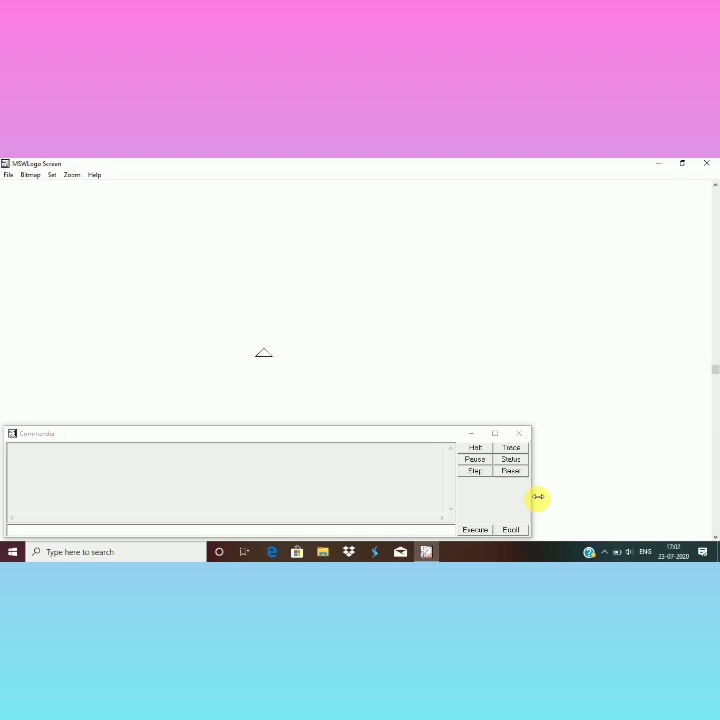 MSWLogo Screen
File Bitmap Set Zoom Help
Commander
Halt Trace
Pause Status
Step Reset
Execute Ecall
Type here to search
ENG
17:02
23-07-2020